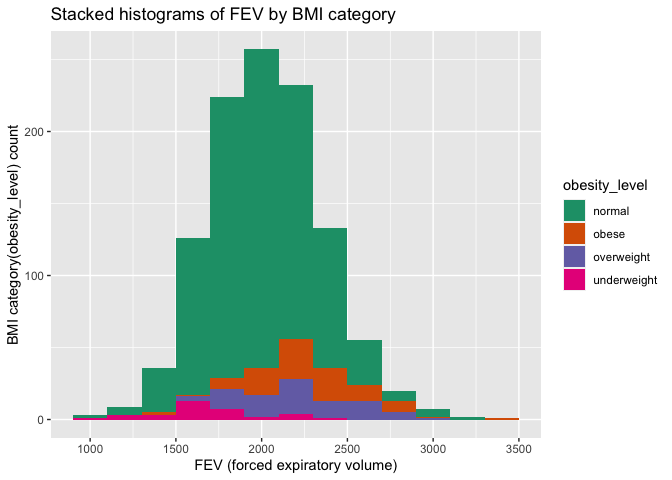 Stacked histograms of FEV by BMI category
BMI category(obesity_level) count
200
100
0
1000 1500 2000 2500 3000 3500
FEV (forced expiratory volume)
obesity_level
normal
obese
overweight
underweight